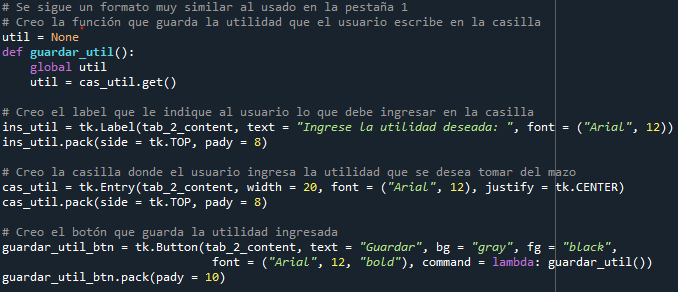 # Se sigue un formato muy similar al usado en la pestaña 1
# Creo la función que guarda la utilidad que el usuario escribe en la casilla
util = None
def guardar_util():
    global util
    util = cas_util.get()
# Creo el label que le indique al usuario lo que debe ingresar en la casilla
ins_util = tk.Label(tab_2_content, text = "Ingrese la utilidad deseada: ", font = ("Arial", 12))
ins_util.pack(side = tk.TOP, pady = 8)
# Creo la casilla donde el usuario ingresa la utilidad que se desea tomar del mazo
cas_util = tk.Entry(tab_2_content, width = 20, font = ("Arial", 12), justify = tk.CENTER)
cas_util.pack(side = tk.TOP, pady = 8)
# Creo el botón que guarda la utilidad ingresada
guardar_util_btn = tk.Button(tab_2_content, text = "Guardar", bg = "gray", fg = "black",
                             font = ("Arial", 12, "bold"), command = lambda: guardar_util())
guardar_util_btn.pack(pady = 10)